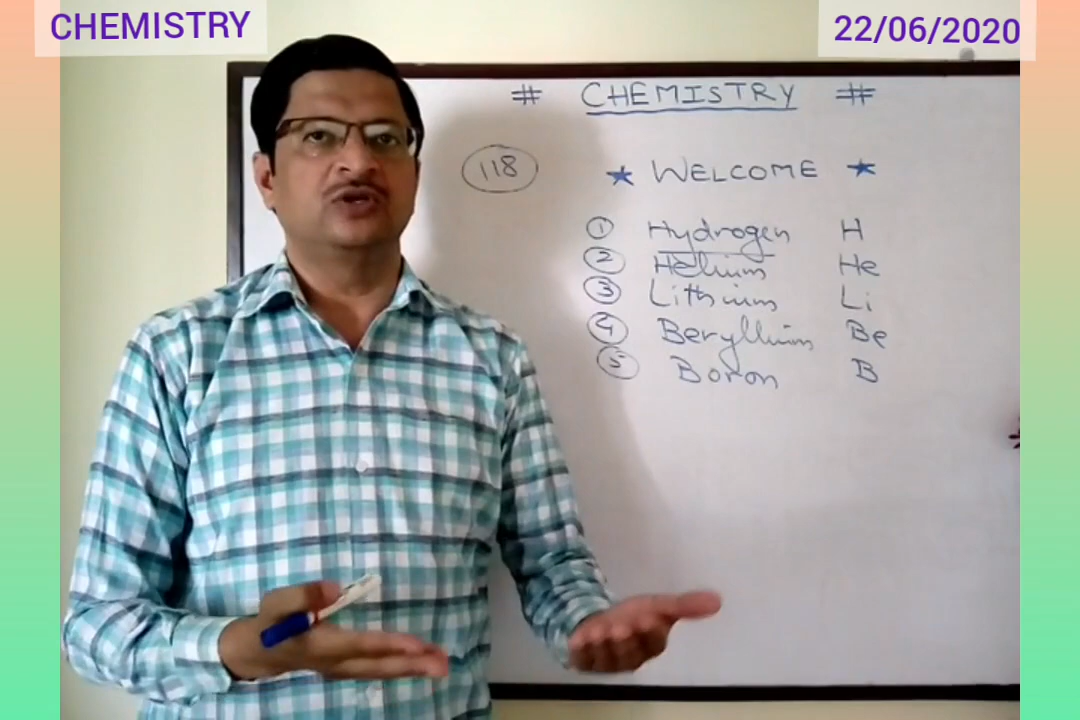 CHEMISTRY
22/06/2020
# CHEMISTRY #
118
★ WELCOME ★
① Hydrogen H
② Helium He
③ Lithium Li
④ Beryllium Be
⑤ Boron B